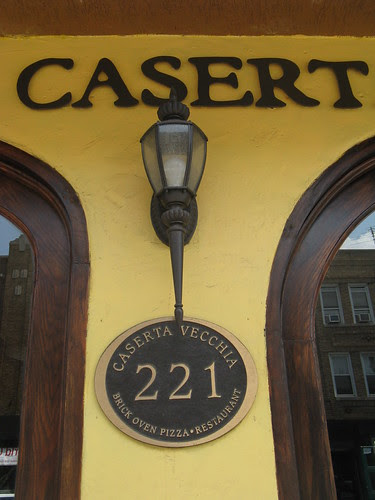 CASERT
CASERTA VECCHIA
221
BRICK OVEN PIZZA•RESTAURANT